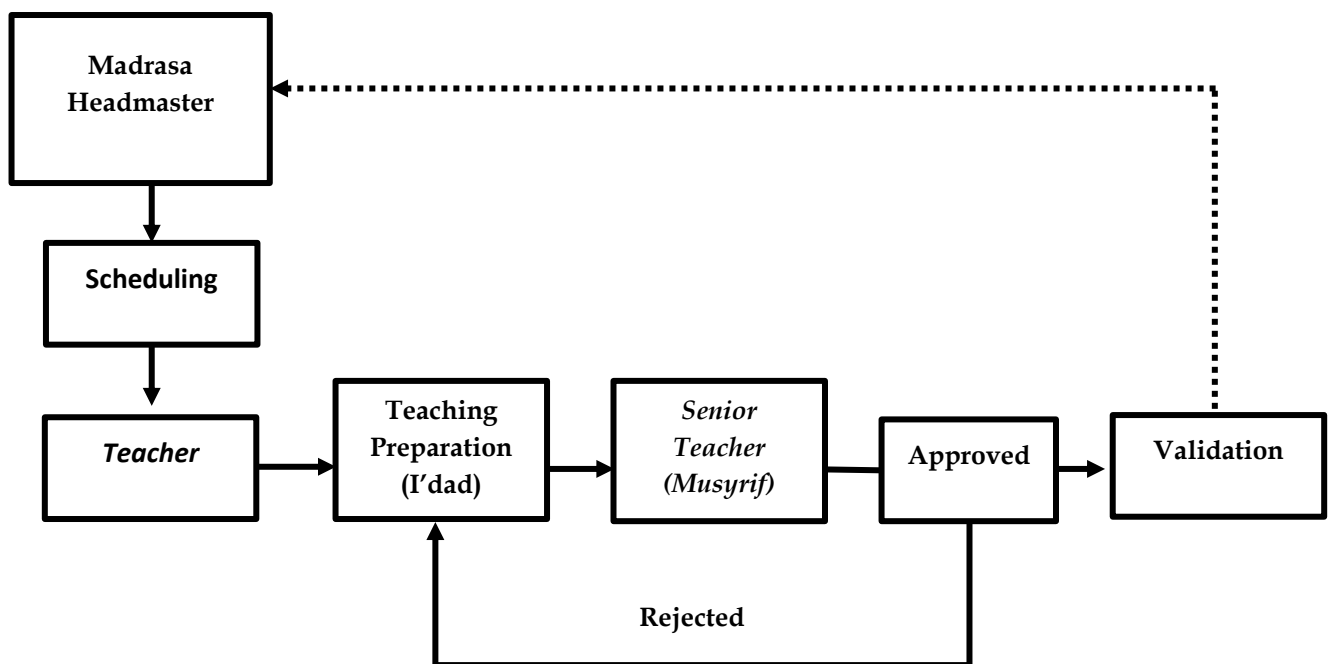 Madrasa
Headmaster
Scheduling
Teacher
Teaching
Preparation
(I’dad)
Senior
Teacher
(Musyrif)
Approved
Validation
Rejected